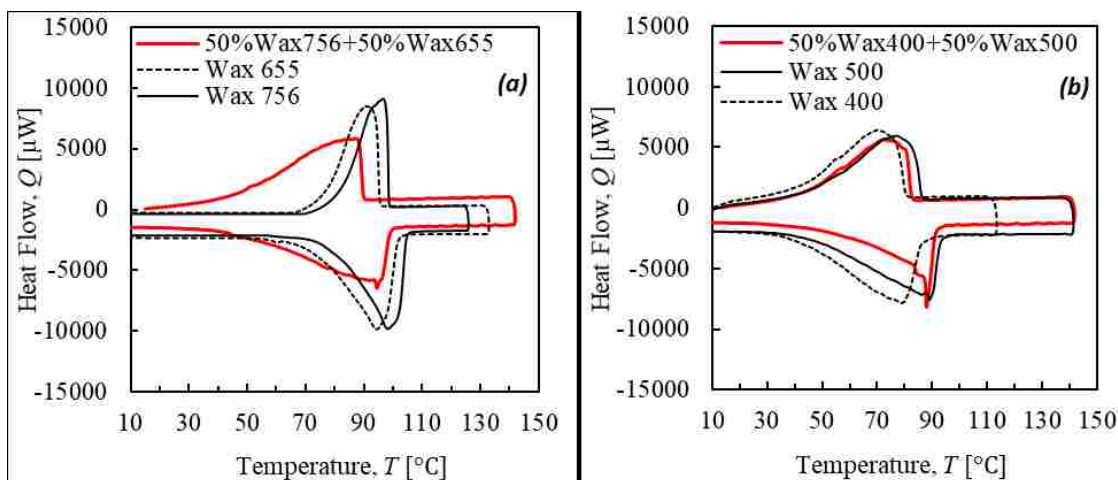 15000
10000
5000
0
-5000
-10000
-15000
Heat Flow, Q [µW]
50%Wax756+50%Wax655
Wax 655
Wax 756
(a)
10 30 50 70 90 110 130 150
Temperature, T [°C]
15000
10000
5000
0
-5000
-10000
-15000
Heat Flow, Q [µW]
50%Wax400+50%Wax500
Wax 500
Wax 400
(b)
10 30 50 70 90 110 130 150
Temperature, T [°C]